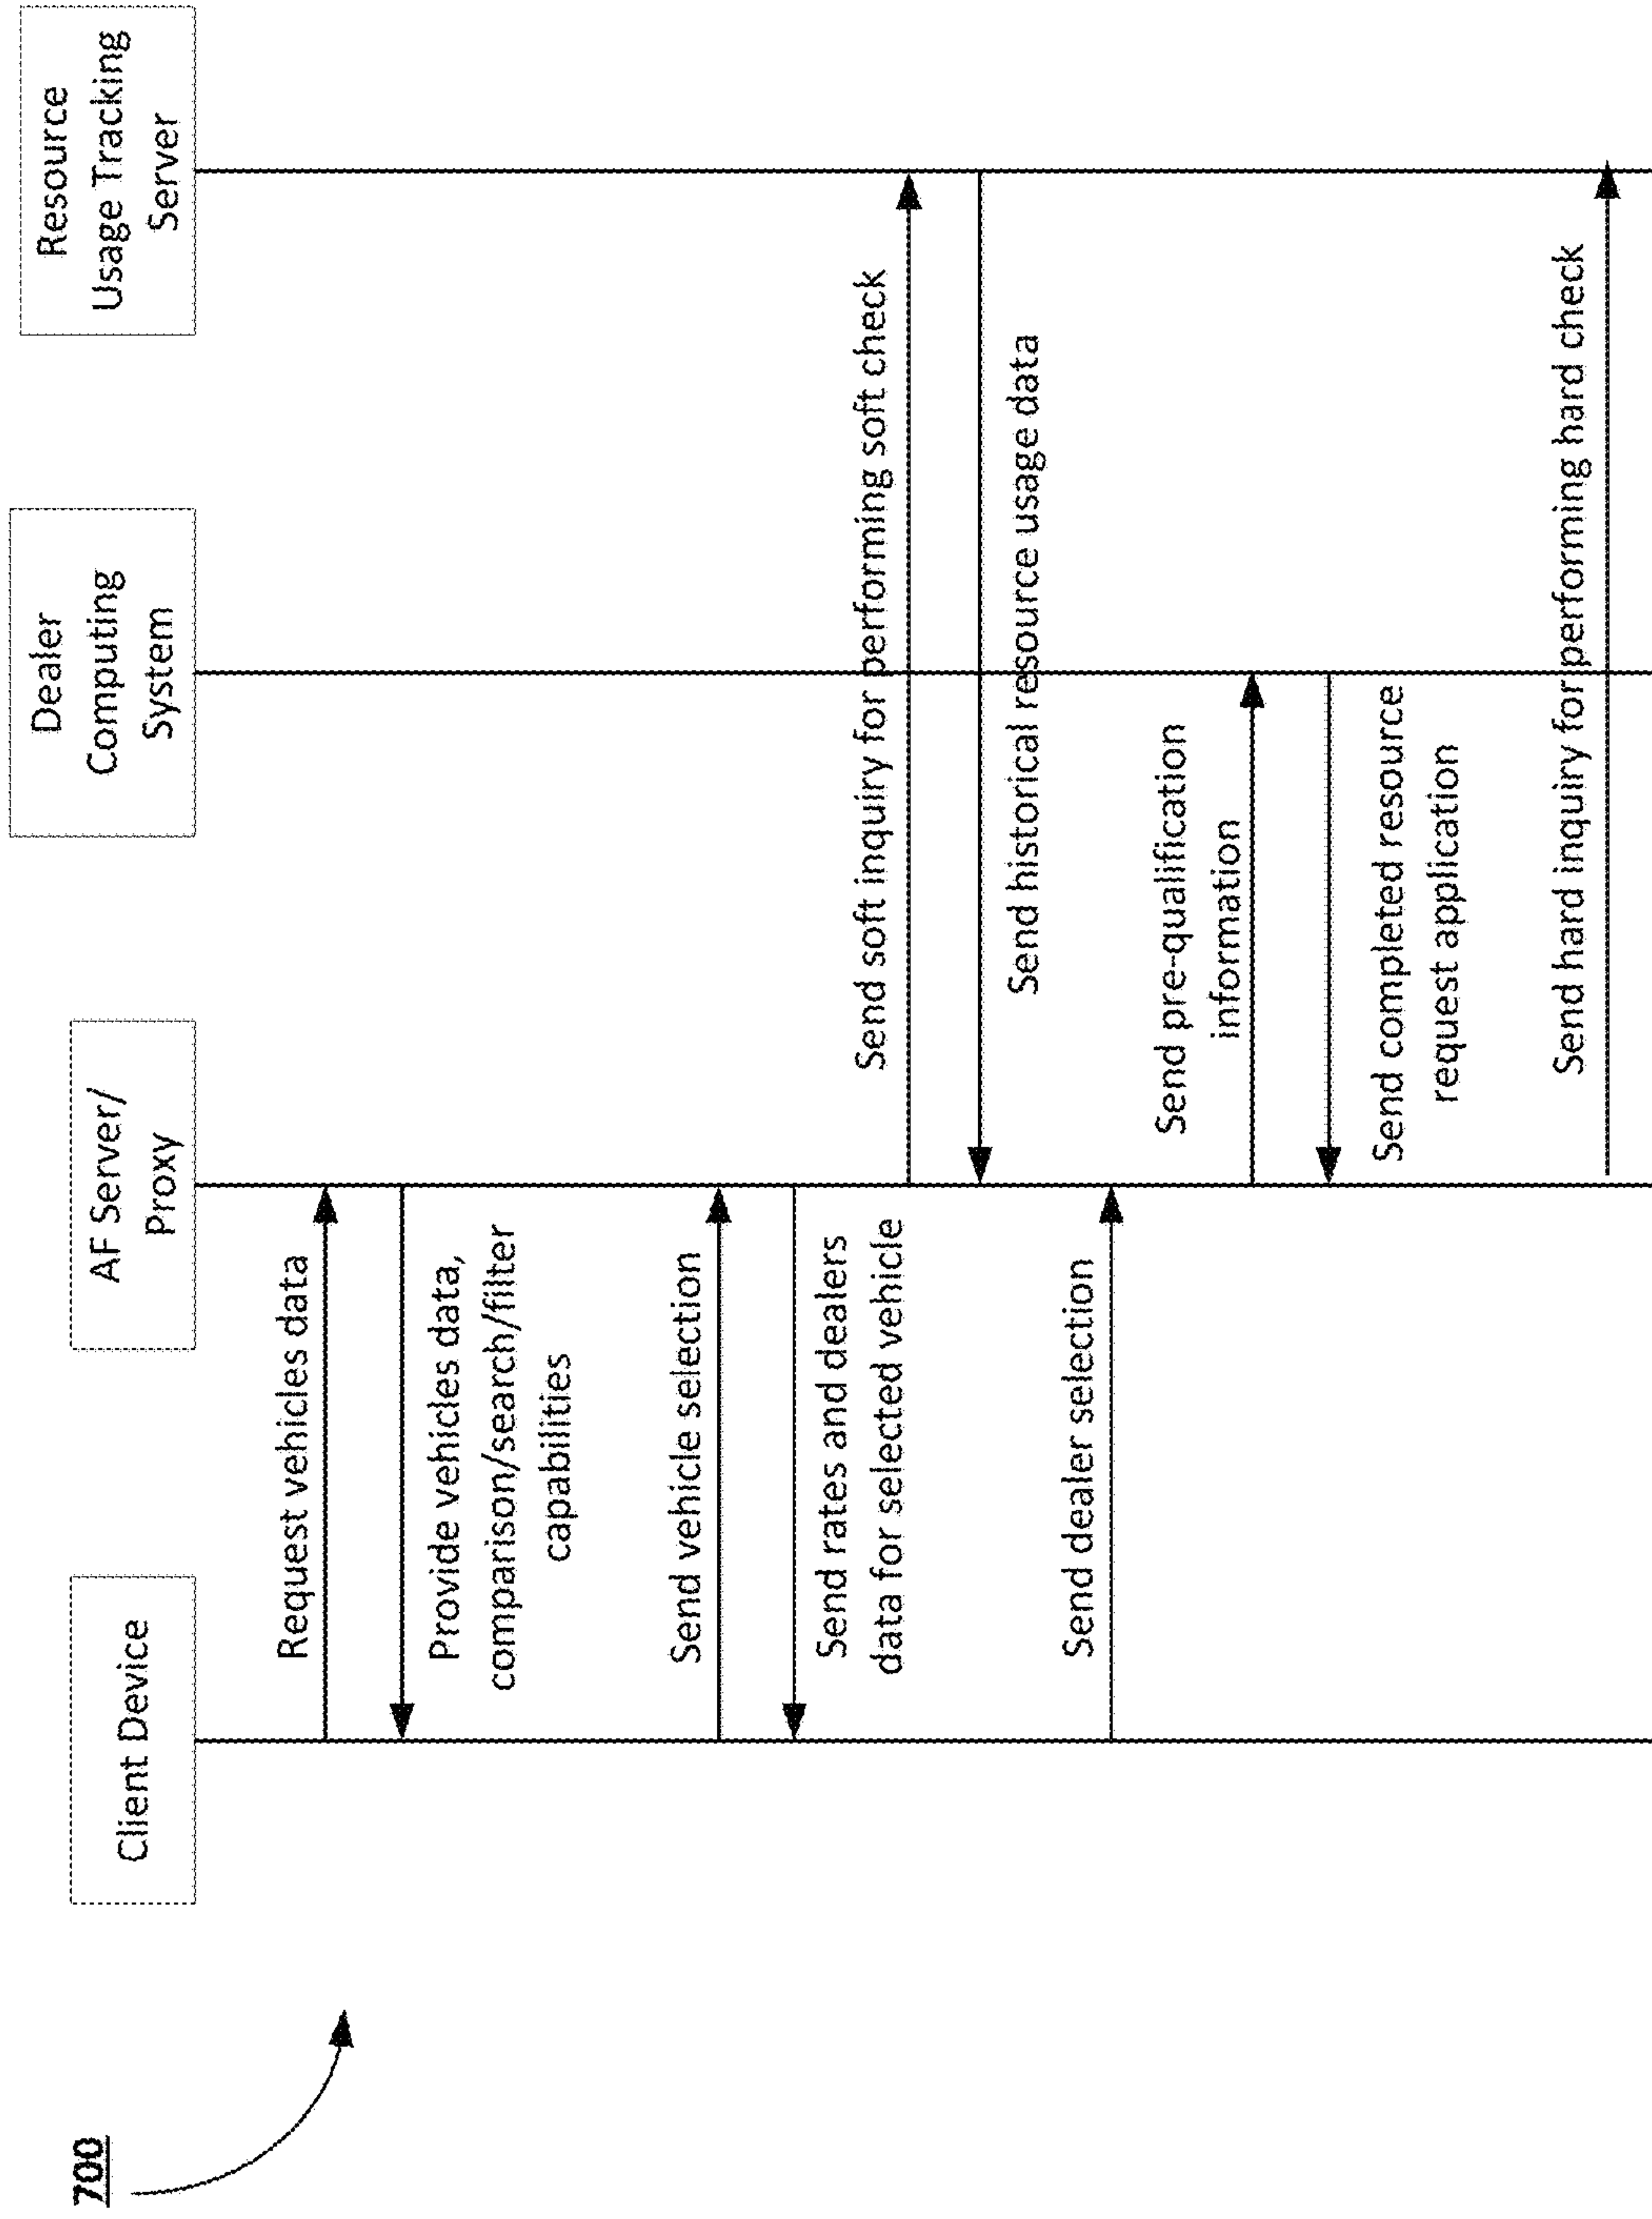 700
Client Device
AF Server/
Proxy
Dealer
Computing
System
Resource
Usage Tracking
Server
Request vehicles data
Provide vehicles data,
comparison/search/filter
capabilities
Send vehicle selection
Send rates and dealers
data for selected vehicle
Send soft inquiry for performing soft check
Send historical resource usage data
Send dealer selection
Send pre-qualification
information
Send completed resource
request application
Send hard inquiry for performing hard check